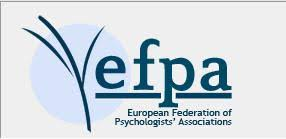 efpa
European Federation of
Psychologists' Associations